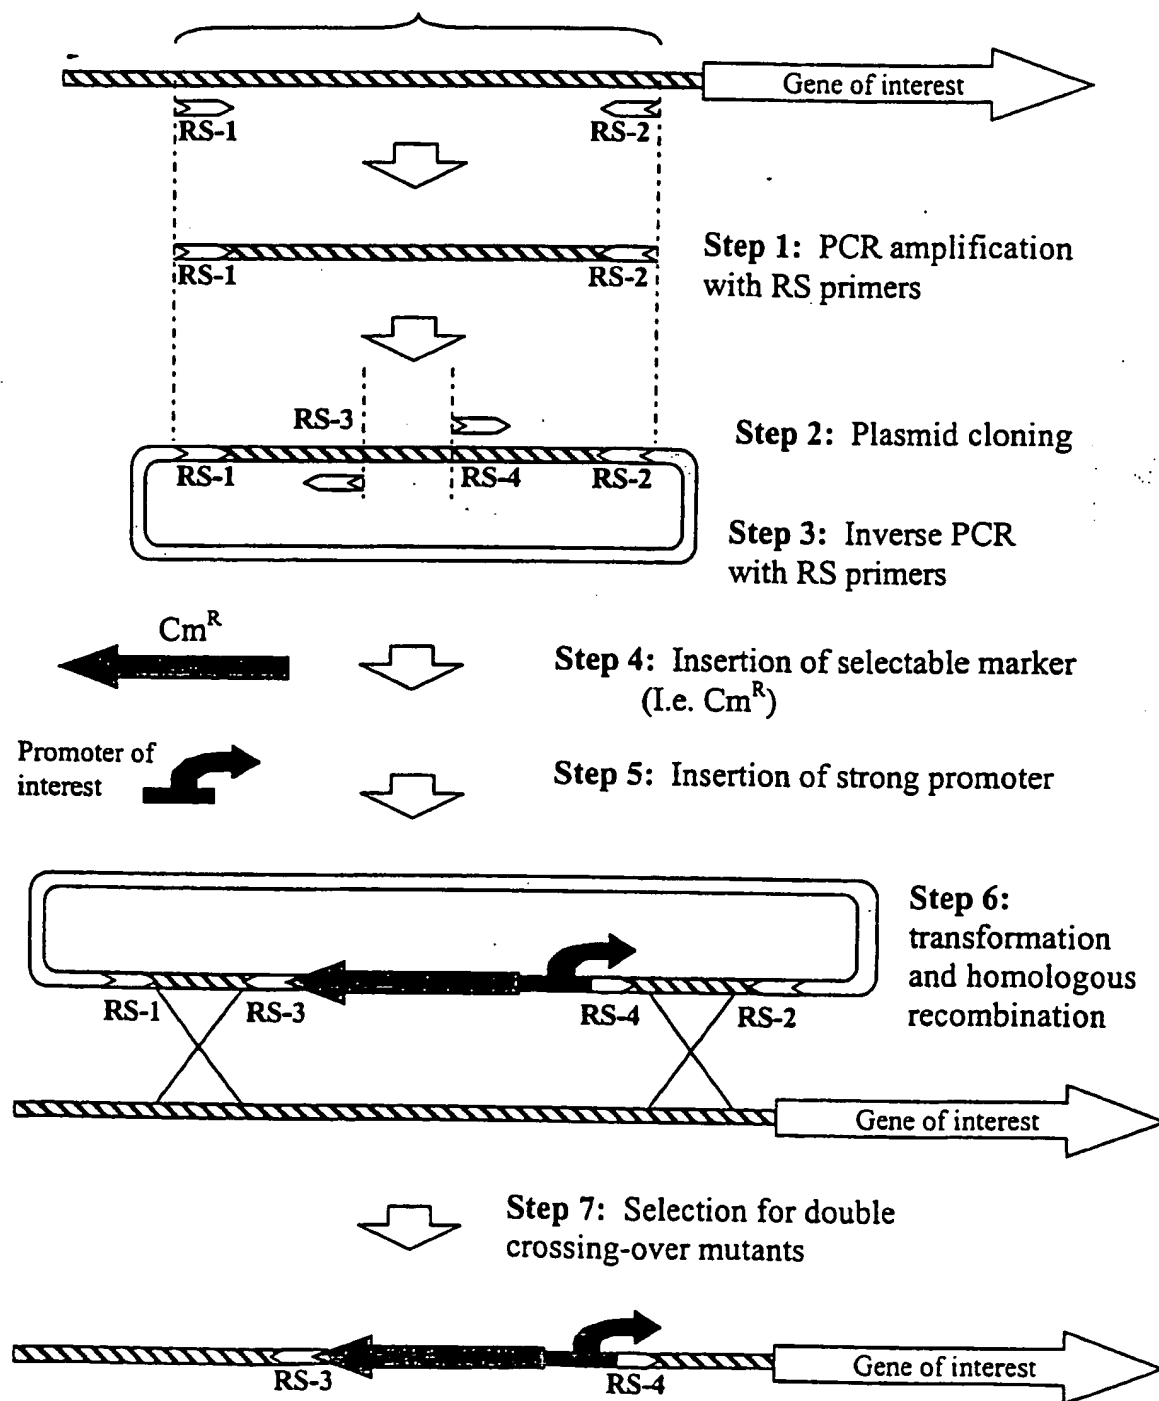 Gene of interest
RS-1
RS-2
Step 1: PCR amplification
with RS primers
RS-1
RS-2
RS-3
Step 2: Plasmid cloning
RS-1
RS-4
RS-2
Step 3: Inverse PCR
with RS primers
Cm^R
Step 4: Insertion of selectable marker
(I.e. Cm^R)
Promoter of
interest
Step 5: Insertion of strong promoter
Step 6:
transformation
and homologous
recombination
RS-1
RS-3
RS-4
RS-2
Gene of interest
Step 7: Selection for double
crossing-over mutants
Gene of interest
RS-3
RS-4